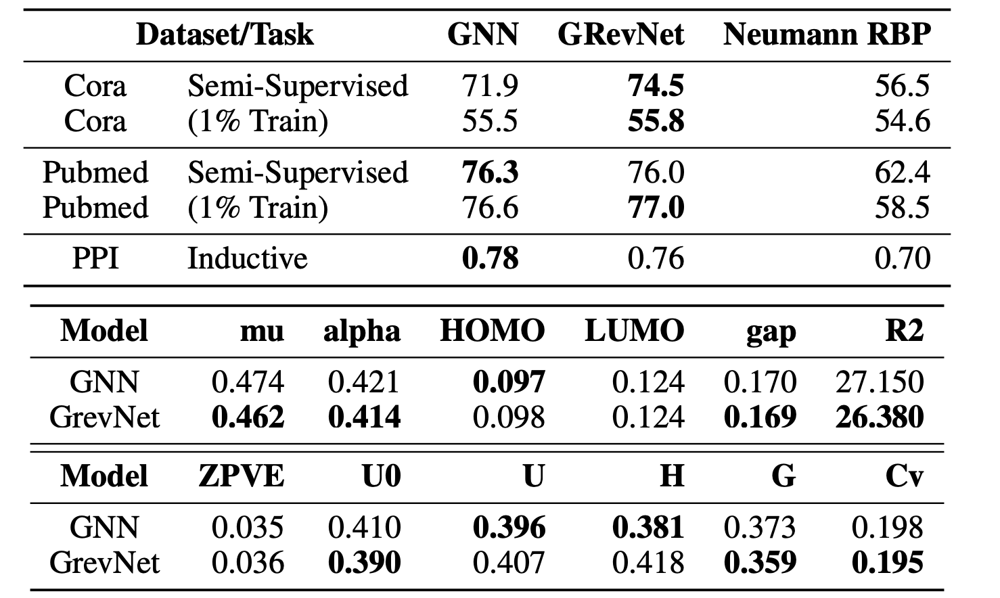 Dataset/Task GNN GRevNet Neumann RBP
Cora Semi-Supervised 71.9 74.5 56.5
Cora (1% Train) 55.5 55.8 54.6
Pubmed Semi-Supervised 76.3 76.0 62.4
Pubmed (1% Train) 76.6 77.0 58.5
PPI Inductive 0.78 0.76 0.70
Model mu alpha HOMO LUMO gap R2
GNN 0.474 0.421 0.097 0.124 0.170 27.150
GrevNet 0.462 0.414 0.098 0.124 0.169 26.380
Model ZPVE U0 U H G Cv
GNN 0.035 0.410 0.396 0.381 0.373 0.198
GrevNet 0.036 0.390 0.407 0.418 0.359 0.195